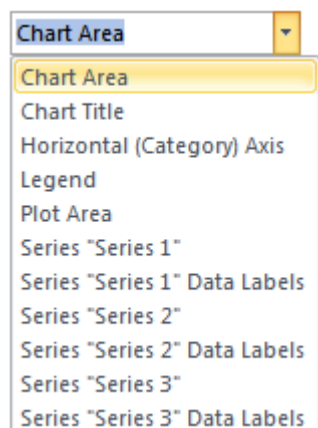 Chart Area
Chart Area
Chart Title
Horizontal (Category) Axis
Legend
Plot Area
Series "Series 1"
Series "Series 1" Data Labels
Series "Series 2"
Series "Series 2" Data Labels
Series "Series 3"
Series "Series 3" Data Labels